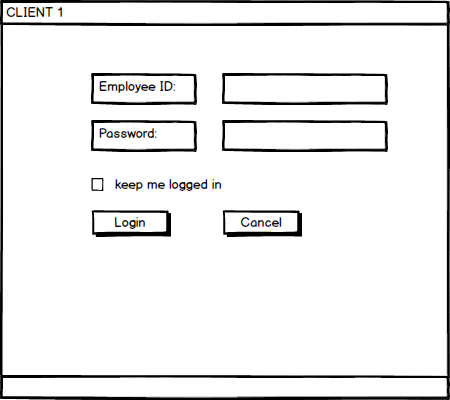 CLIENT 1
Employee ID:
Password:
keep me logged in
Login
Cancel